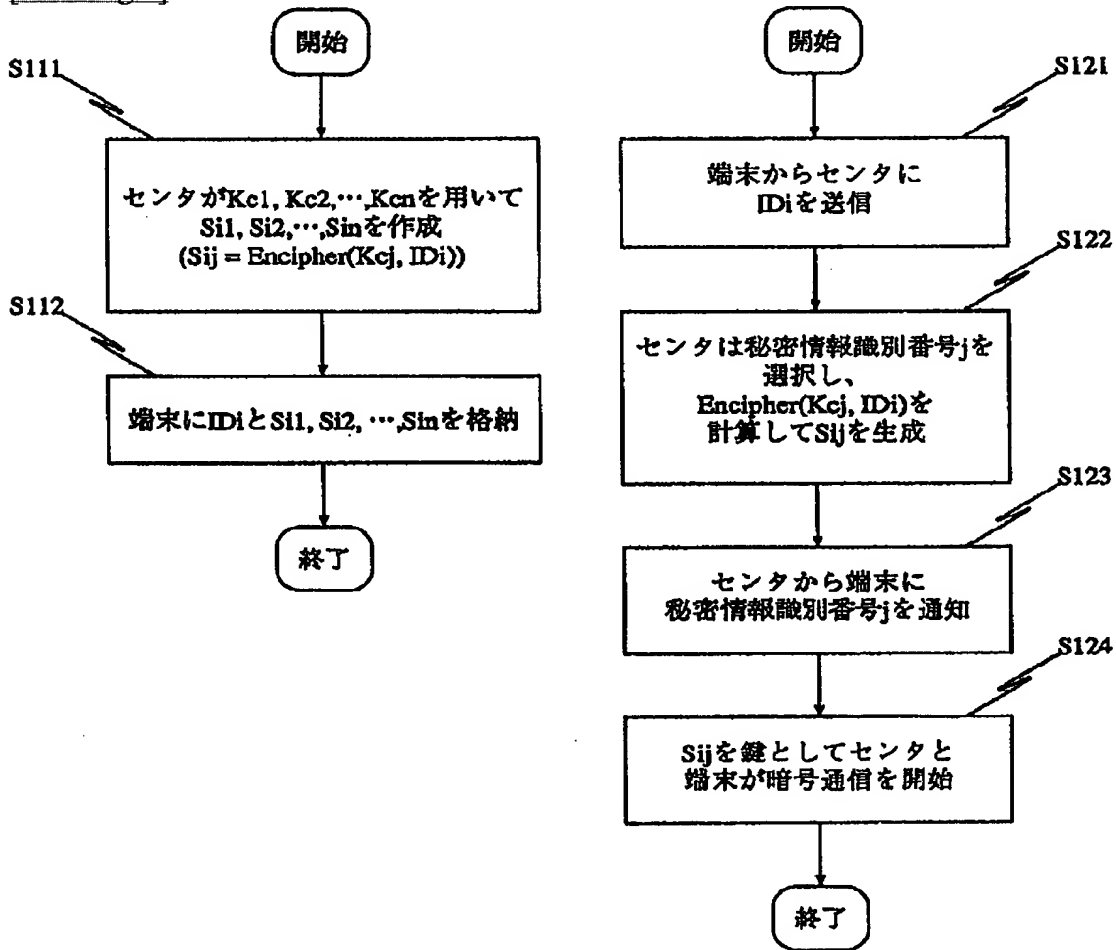 開始
S111
センタがKc1, Kc2,…,Kcnを用いて
Si1, Si2,…,Sinを作成
(Sij = Encipher(Kcj, IDi))
S112
端末にIDiとSi1, Si2, …,Sinを格納
終了
開始
S121
端末からセンタに
IDiを送信
S122
センタは秘密情報識別番号jを
選択し、
Encipher(Kcj, IDi)を
計算してSijを生成
S123
センタから端末に
秘密情報識別番号jを通知
S124
Sijを鍵としてセンタと
端末が暗号通信を開始
終了